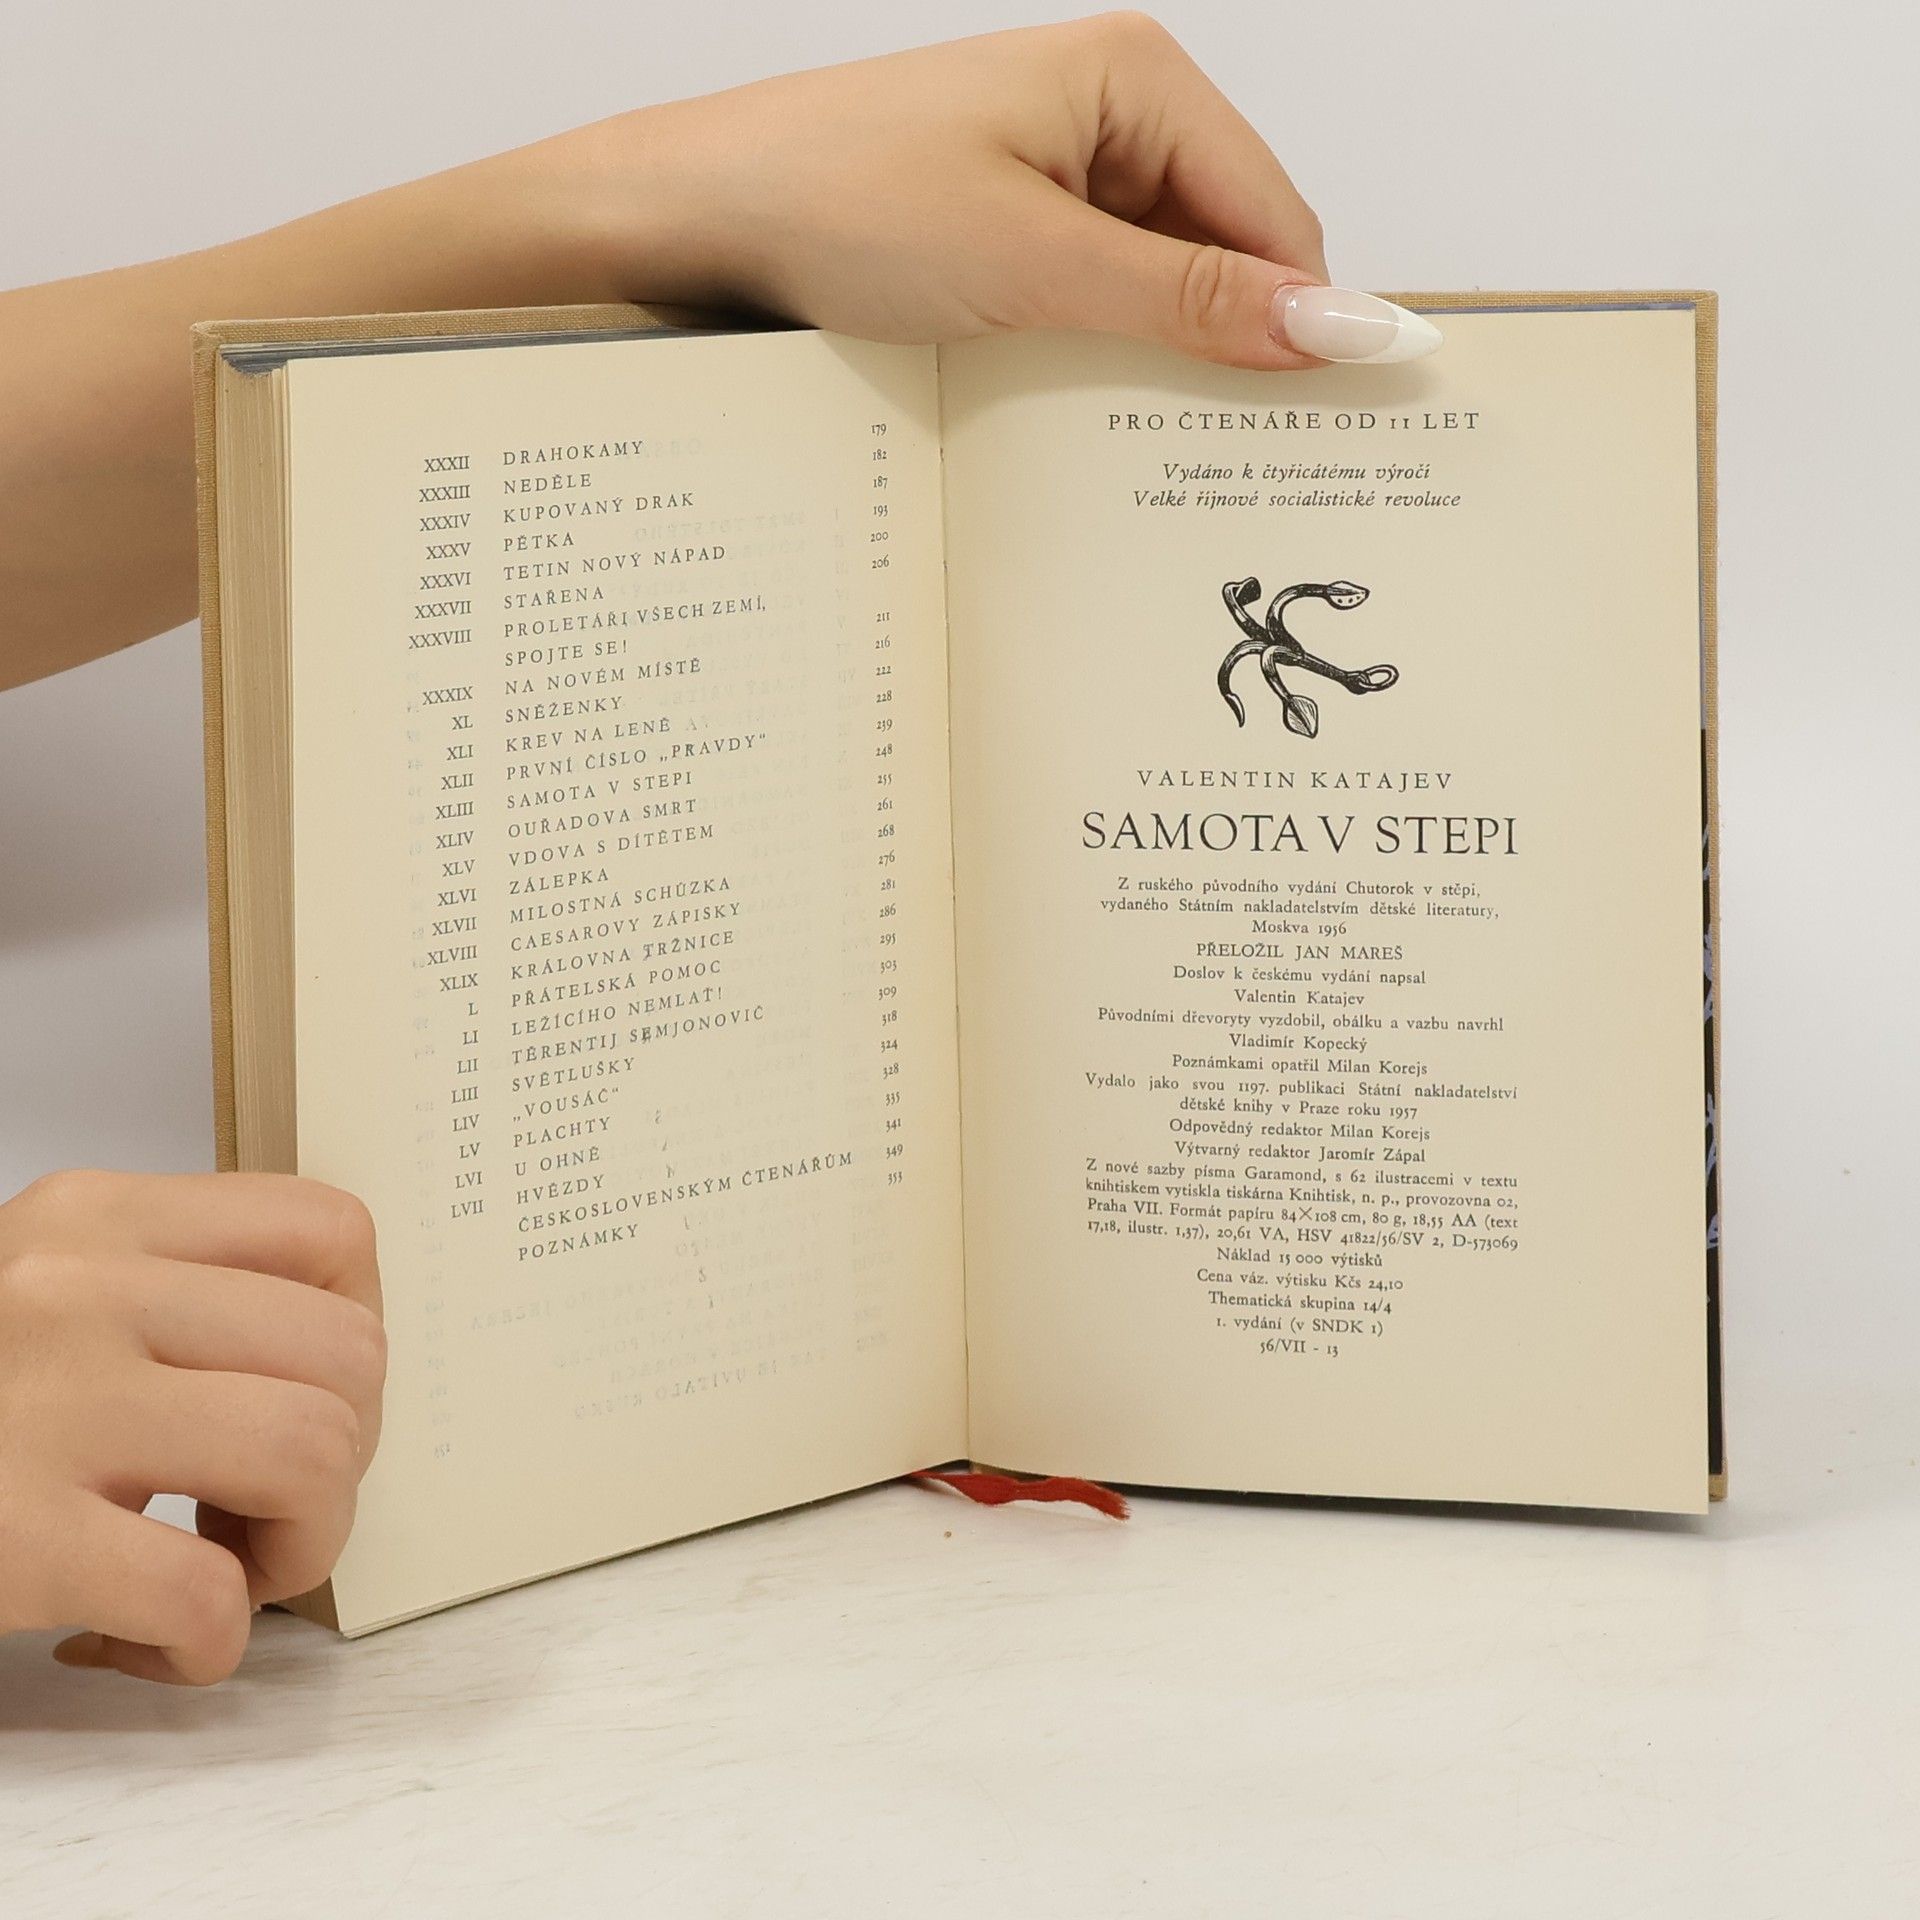 XXXII DRAHOKAMY 179
XXXIII NEDĚLE 182
XXXIV KUPOVANÝ DRAK 187
XXXV PĚTKA 193
XXXVI TETIN NOVÝ NÁPAD 200
XXXVII STAŘENA 206
XXXVIII PROLETÁŘI VŠECH ZEMÍ,
SPOJTE SE! 211
XXXIX NA NOVÉM MÍSTĚ 216
XL SNĚŽENKY 222
XLI KREV NA LENĚ 228
XLII PRVNÍ ČÍSLO „PRAVDY“ 239
XLIII SAMOTA V STEPI 248
XLIV OUŘADOVA SMRT 255
XLV VDOVA S DÍTĚTEM 261
XLVI ZÁLEPKA 268
XLVII MILOSTNÁ SCHŮZKA 276
XLVIII CAESAROVY ZÁPISKY 281
XLIX KRÁLOVNA TRŽNICE 286
L PŘÁTELSKÁ POMOC 295
LI LEŽÍCÍHO NEMLAŤ! 303
LII TĚRENTIJ SEMJONOVIČ 309
LIII SVĚTLUŠKY 318
LIV „VOUSÁČ“ 324
LV PLACHTY 328
LVI U OHNĚ 335
LVII HVĚZDY 341
ČESKOSLOVENSKÝM ČTENÁŘŮM 349
POZNÁMKY 353
PRO ČTENÁŘE OD 11 LET
Vydáno k čtyřicátému výročí
Velké říjnové socialistické revoluce
VALENTIN KATAJEV
SAMOTA V STEPI
Z ruského původního vydání Chutorok v stěpi,
vydaného Státním nakladatelstvím dětské literatury,
Moskva 1956
PŘELOŽIL JAN MAREŠ
Doslov k českému vydání napsal
Valentin Katajev
Původními dřevoryty vyzdobil, obálku a vazbu navrhl
Vladimír Kopecký
Poznámkami opatřil Milan Korejs
Vydalo jako svou 1197. publikaci Státní nakladatelství
dětské knihy v Praze roku 1957
Odpovědný redaktor Milan Korejs
Výtvarný redaktor Jaromír Zápal
Z nové sazby písma Garamond, s 62 ilustracemi v textu
knihtiskem vytiskla tiskárna Knihtisk, n. p., provozovna 02,
Praha VII. Formát papíru 84×108 cm, 80 g, 18,55 AA (text
17,18, ilustr. 1,37), 20,61 VA, HSV 41822/56/SV 2, D-573069
Náklad 15 000 výtisků
Cena váz. výtisku Kčs 24,10
Thematická skupina 14/4
1. vydání (v SNDK 1)
56/VII - 13